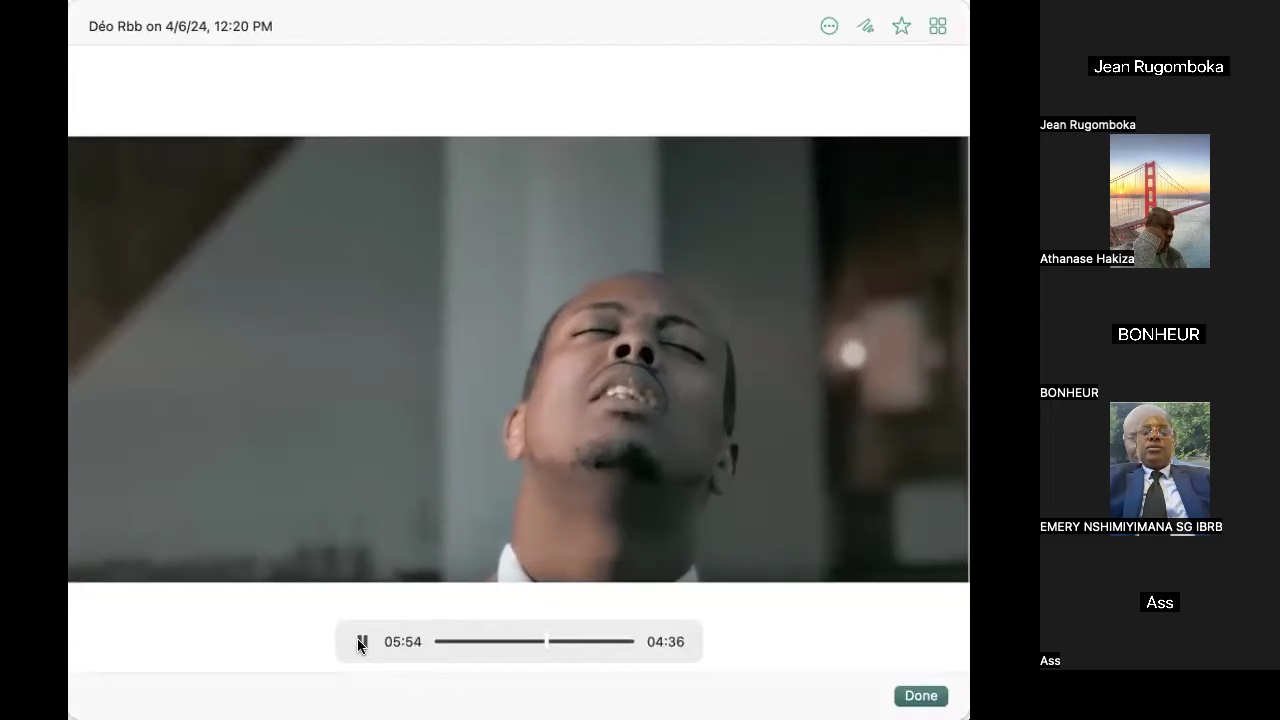 Déo Rbb on 4/6/24, 12:20 PM
05:54
04:36
Done
Jean Rugomboka
Jean Rugomboka
Athanase Hakiza
BONHEUR
BONHEUR
EMERY NSHIMIYIMANA SG IBRB
Ass
Ass